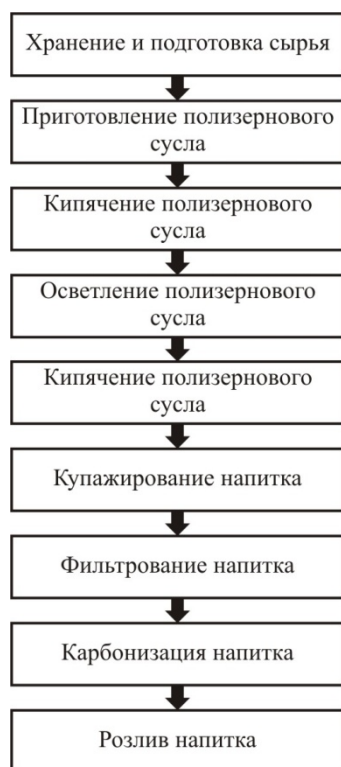 Хранение и подготовка сырья
Приготовление полизернового
сусла
Кипячение полизернового
сусла
Осветление полизернового
сусла
Кипячение полизернового
сусла
Купажирование напитка
Фильтрование напитка
Карбонизация напитка
Розлив напитка